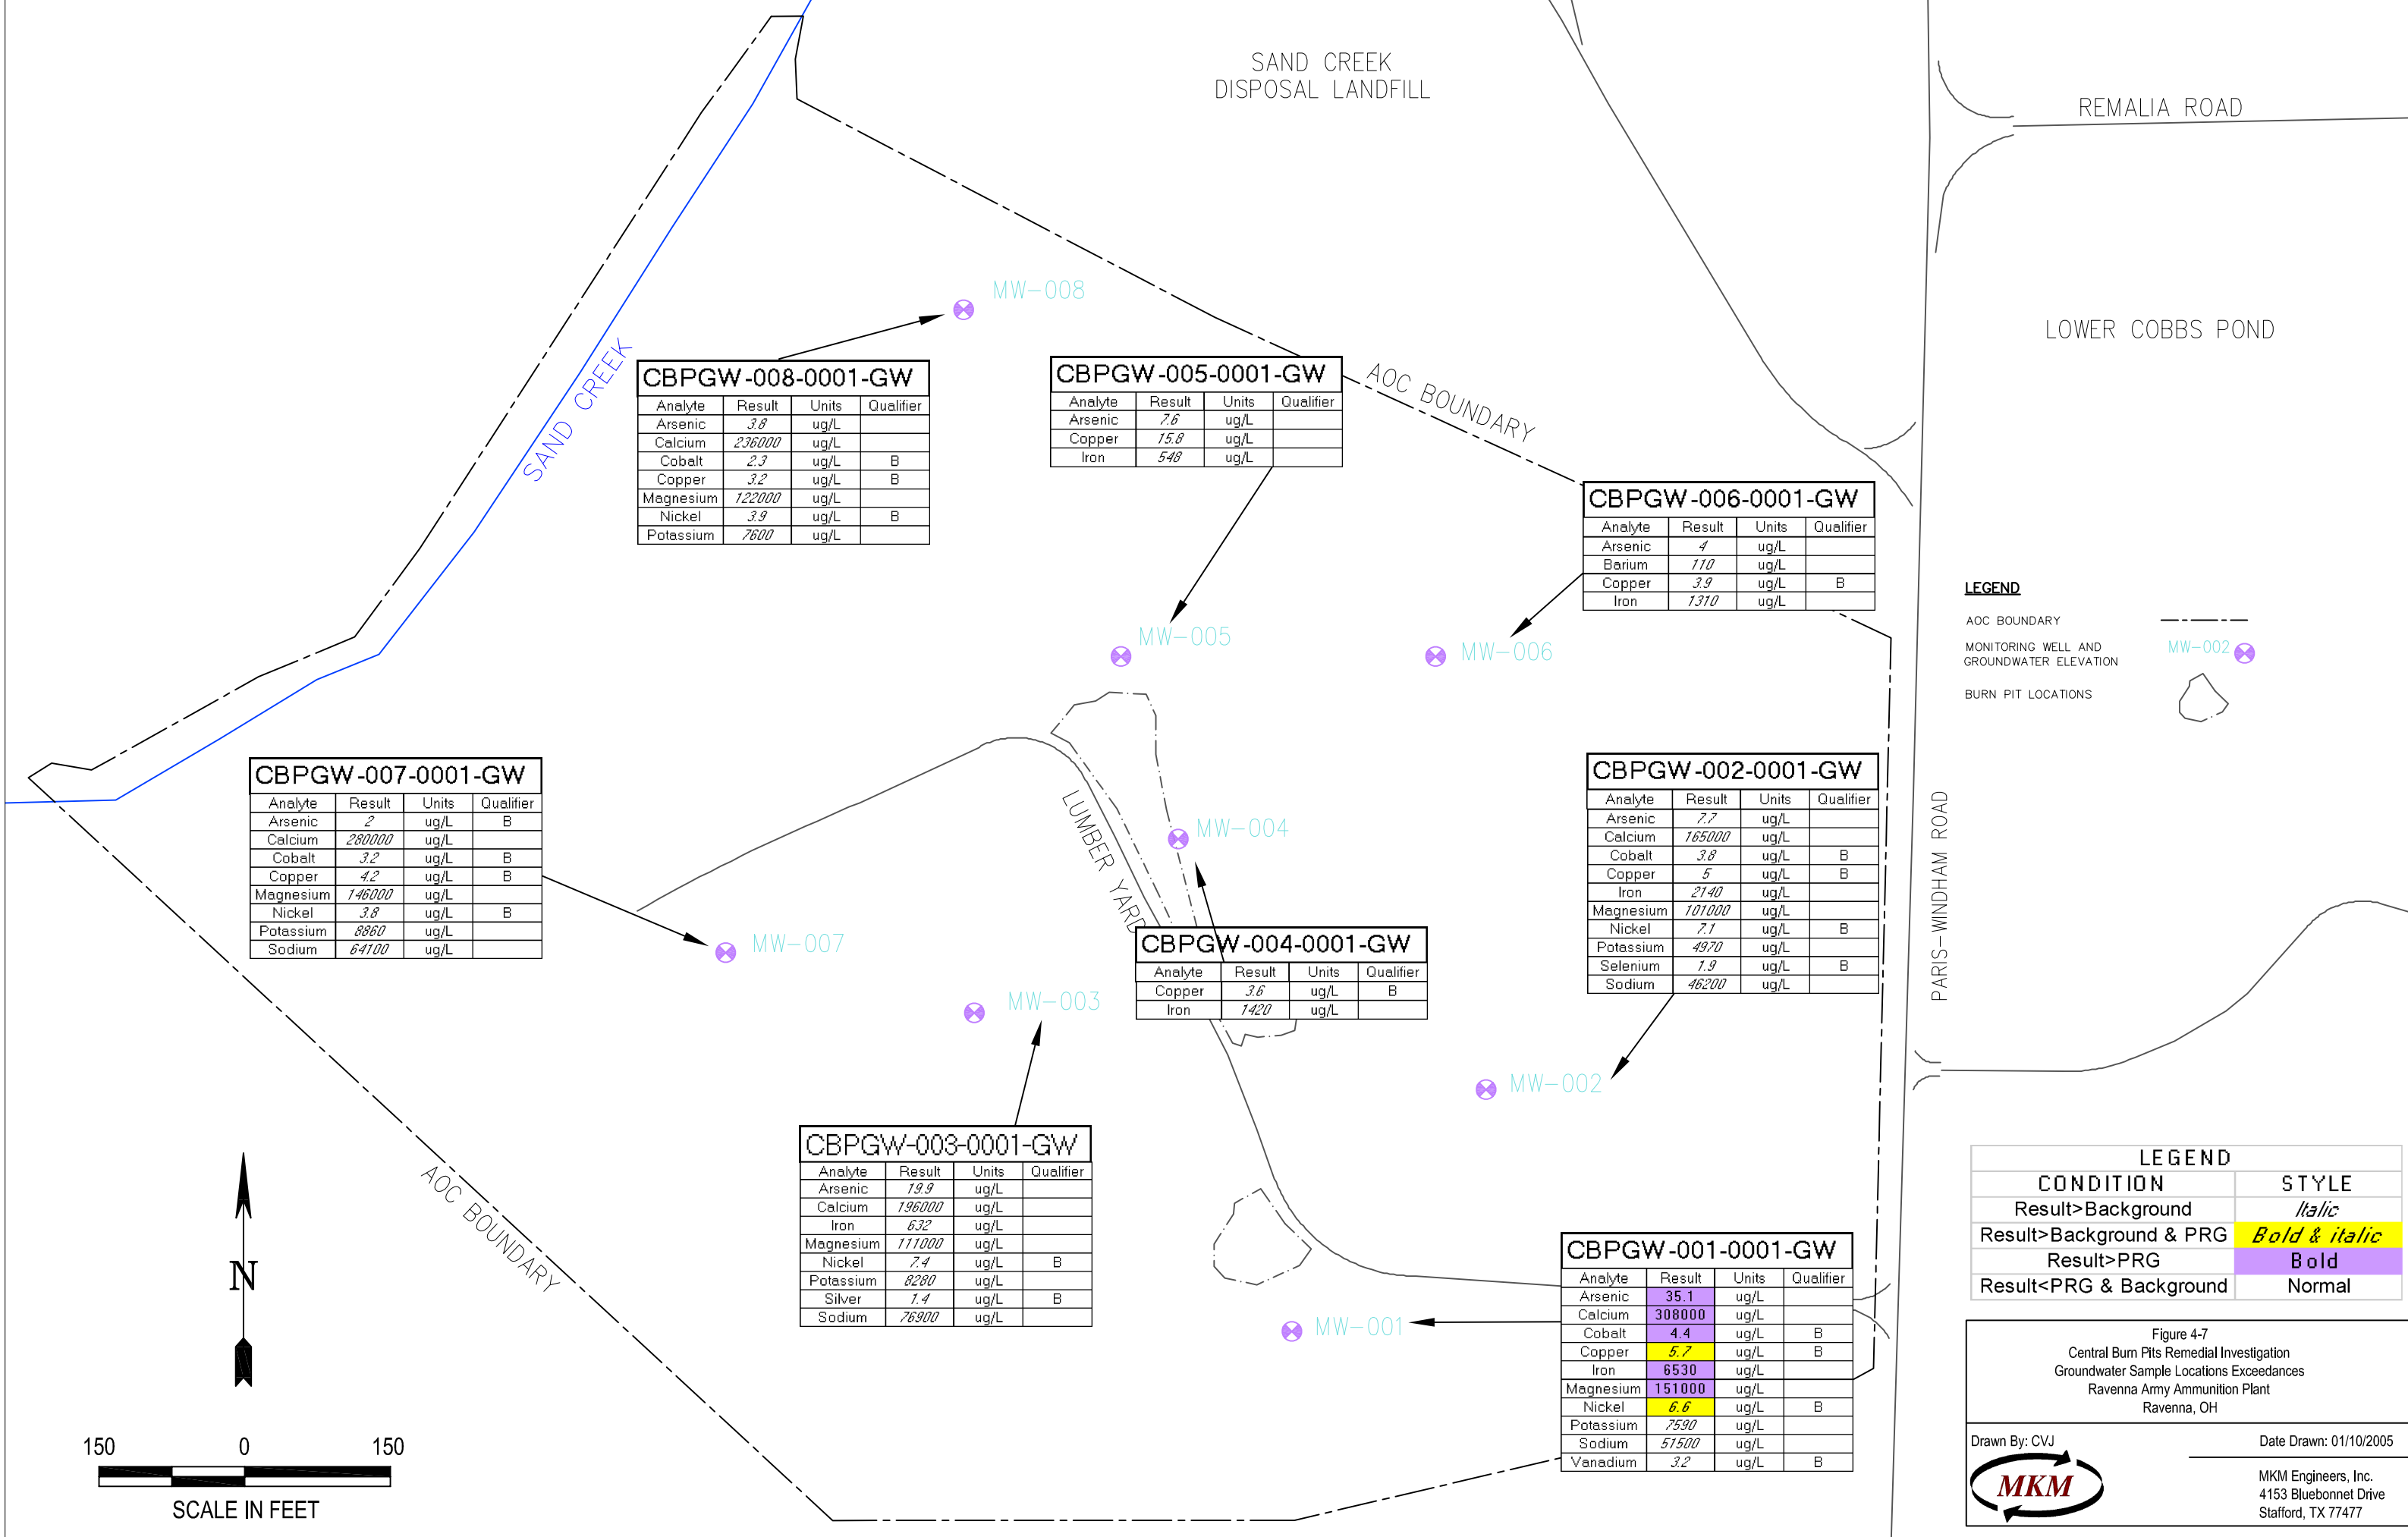 SAND CREEK
DISPOSAL LANDFILL
REMALIA ROAD
LOWER COBBS POND
MW-008
SAND CREEK
AOC BOUNDARY
CBPGW-008-0001-GW
Analyte Result Units Qualifier
Arsenic 3.8 ug/L
Calcium 236000 ug/L
Cobalt 2.3 ug/L B
Copper 3.2 ug/L B
Magnesium 122000 ug/L
Nickel 3.9 ug/L B
Potassium 7600 ug/L
CBPGW-005-0001-GW
Analyte Result Units Qualifier
Arsenic 7.6 ug/L
Copper 15.8 ug/L
Iron 548 ug/L
CBPGW-006-0001-GW
Analyte Result Units Qualifier
Arsenic 4 ug/L
Barium 110 ug/L
Copper 3.9 ug/L B
Iron 1310 ug/L
MW-005
MW-006
LEGEND
AOC BOUNDARY
MONITORING WELL AND
GROUNDWATER ELEVATION
MW-002
BURN PIT LOCATIONS
CBPGW-007-0001-GW
Analyte Result Units Qualifier
Arsenic 2 ug/L B
Calcium 280000 ug/L
Cobalt 3.2 ug/L B
Copper 4.2 ug/L B
Magnesium 146000 ug/L
Nickel 3.8 ug/L B
Potassium 8860 ug/L
Sodium 64100 ug/L
MW-007
LUMBER YARD
MW-004
CBPGW-002-0001-GW
Analyte Result Units Qualifier
Arsenic 7.7 ug/L
Calcium 165000 ug/L
Cobalt 3.8 ug/L B
Copper 5 ug/L B
Iron 2140 ug/L
Magnesium 101000 ug/L
Nickel 7.1 ug/L B
Potassium 4970 ug/L
Selenium 1.9 ug/L B
Sodium 46200 ug/L
PARIS-WINDHAM ROAD
CBPGW-004-0001-GW
Analyte Result Units Qualifier
Copper 3.6 ug/L B
Iron 1420 ug/L
MW-003
MW-002
CBPGW-003-0001-GW
Analyte Result Units Qualifier
Arsenic 19.9 ug/L
Calcium 196000 ug/L
Iron 632 ug/L
Magnesium 111000 ug/L
Nickel 7.4 ug/L B
Potassium 8280 ug/L
Silver 1.4 ug/L B
Sodium 76900 ug/L
AOC BOUNDARY
MW-001
CBPGW-001-0001-GW
Analyte Result Units Qualifier
Arsenic 35.1 ug/L
Calcium 308000 ug/L
Cobalt 4.4 ug/L B
Copper 5.7 ug/L B
Iron 6530 ug/L
Magnesium 151000 ug/L
Nickel 6.6 ug/L B
Potassium 7590 ug/L
Sodium 51500 ug/L
Vanadium 3.2 ug/L B
LEGEND
CONDITION STYLE
Result>Background Italic
Result>Background & PRG Bold & italic
Result>PRG Bold
Result<PRG & Background Normal
N
150 0 150
SCALE IN FEET
Figure 4-7
Central Burn Pits Remedial Investigation
Groundwater Sample Locations Exceedances
Ravenna Army Ammunition Plant
Ravenna, OH
Drawn By: CVJ
Date Drawn: 01/10/2005
MKM
MKM Engineers, Inc.
4153 Bluebonnet Drive
Stafford, TX 77477